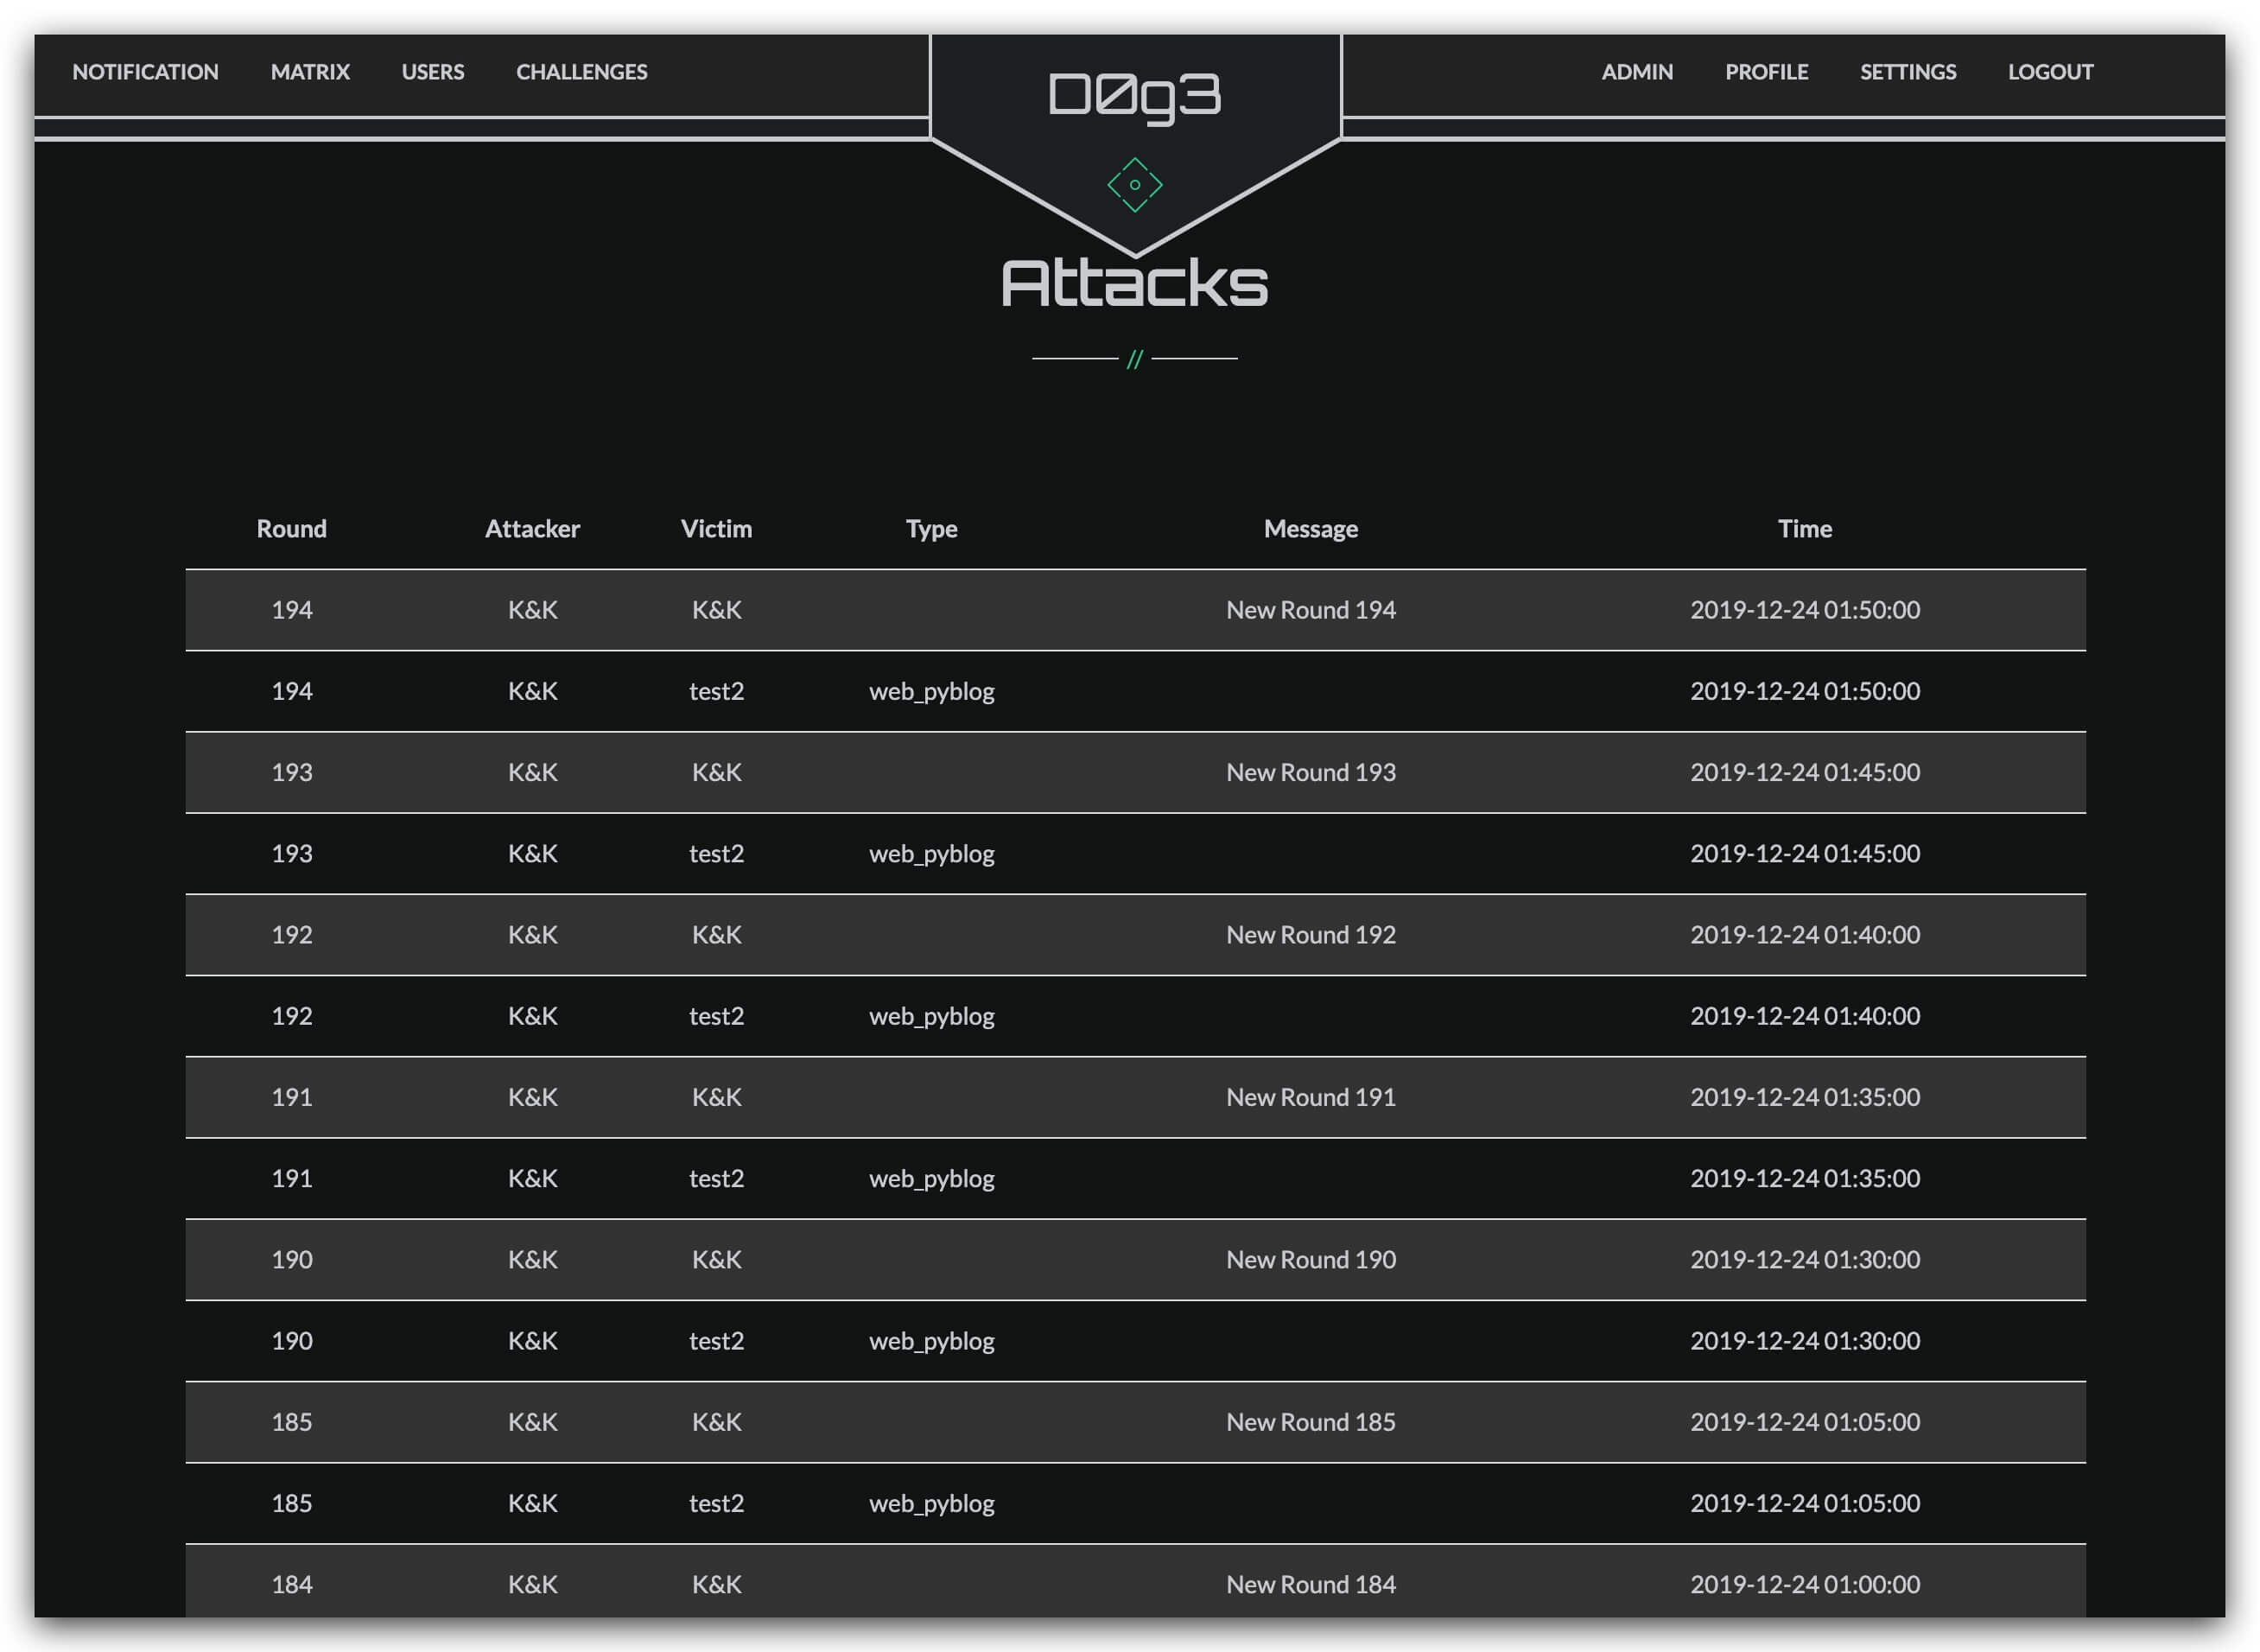 NOTIFICATION MATRIX USERS CHALLENGES ADMIN PROFILE SETTINGS LOGOUT
D0g3
Attacks
//
Round Attacker Victim Type Message Time
194 K&K K&K New Round 194 2019-12-24 01:50:00
194 K&K test2 web_pyblog 2019-12-24 01:50:00
193 K&K K&K New Round 193 2019-12-24 01:45:00
193 K&K test2 web_pyblog 2019-12-24 01:45:00
192 K&K K&K New Round 192 2019-12-24 01:40:00
192 K&K test2 web_pyblog 2019-12-24 01:40:00
191 K&K K&K New Round 191 2019-12-24 01:35:00
191 K&K test2 web_pyblog 2019-12-24 01:35:00
190 K&K K&K New Round 190 2019-12-24 01:30:00
190 K&K test2 web_pyblog 2019-12-24 01:30:00
185 K&K K&K New Round 185 2019-12-24 01:05:00
185 K&K test2 web_pyblog 2019-12-24 01:05:00
184 K&K K&K New Round 184 2019-12-24 01:00:00